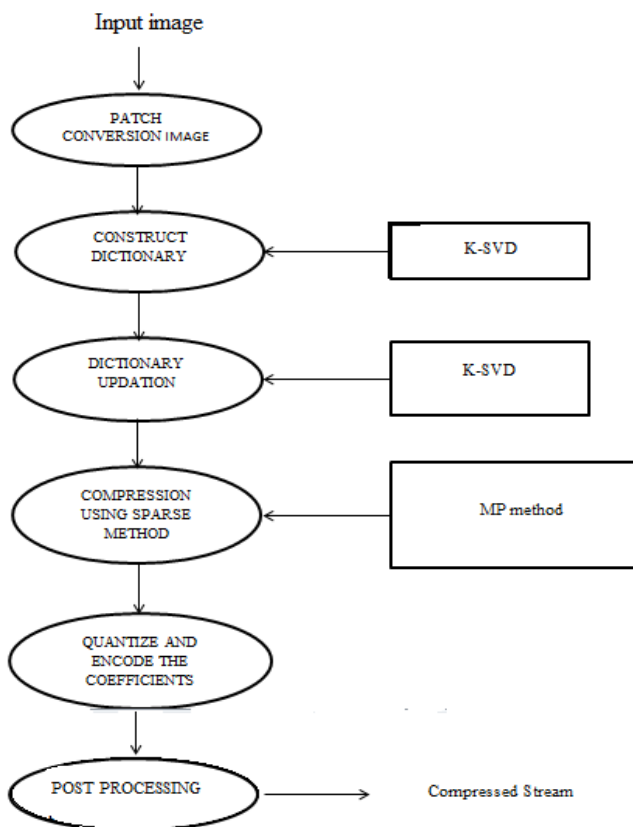 Input image
PATCH
CONVERSION IMAGE
CONSTRUCT
DICTIONARY
K-SVD
DICTIONARY
UPDATION
K-SVD
COMPRESSION
USING SPARSE
METHOD
MP method
QUANTIZE AND
ENCODE THE
COEFFICIENTS
POST PROCESSING
Compressed Stream